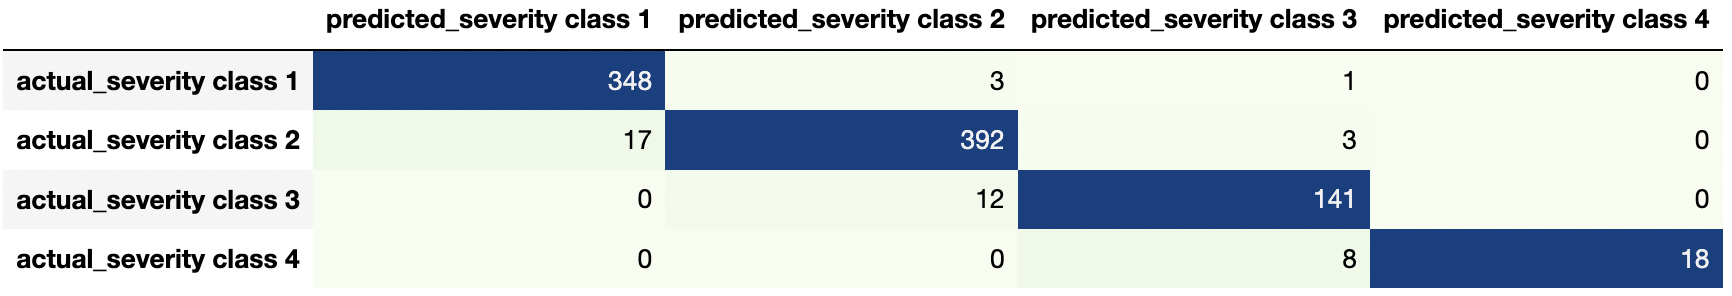 predicted_severity class 1 predicted_severity class 2 predicted_severity class 3 predicted_severity class 4
actual_severity class 1 348 3 1 0
actual_severity class 2 17 392 3 0
actual_severity class 3 0 12 141 0
actual_severity class 4 0 0 8 18